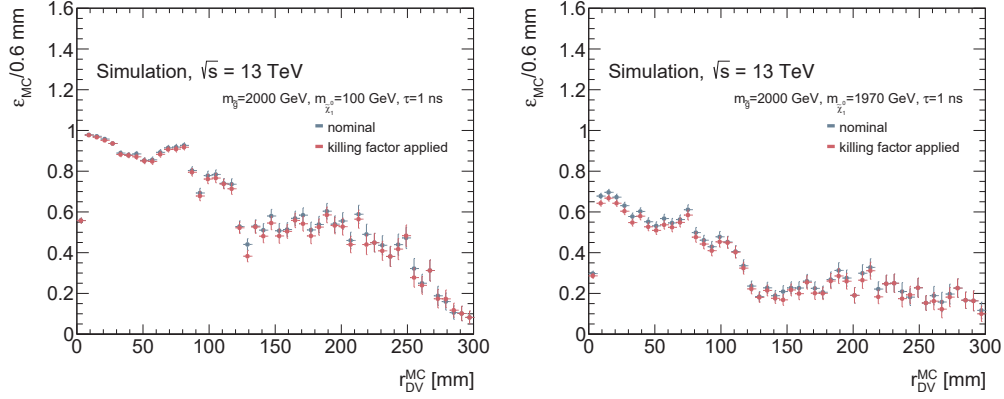 ε_MC/0.6 mm
1.6
1.4
1.2
1
0.8
0.6
0.4
0.2
0
Simulation, √s = 13 TeV
m_g̃=2000 GeV, m_χ̃₁⁰=100 GeV, τ=1 ns
nominal
killing factor applied
0 50 100 150 200 250 300
r_DV^MC [mm]
ε_MC/0.6 mm
1.6
1.4
1.2
1
0.8
0.6
0.4
0.2
0
Simulation, √s = 13 TeV
m_g̃=2000 GeV, m_χ̃₁⁰=1970 GeV, τ=1 ns
nominal
killing factor applied
0 50 100 150 200 250 300
r_DV^MC [mm]